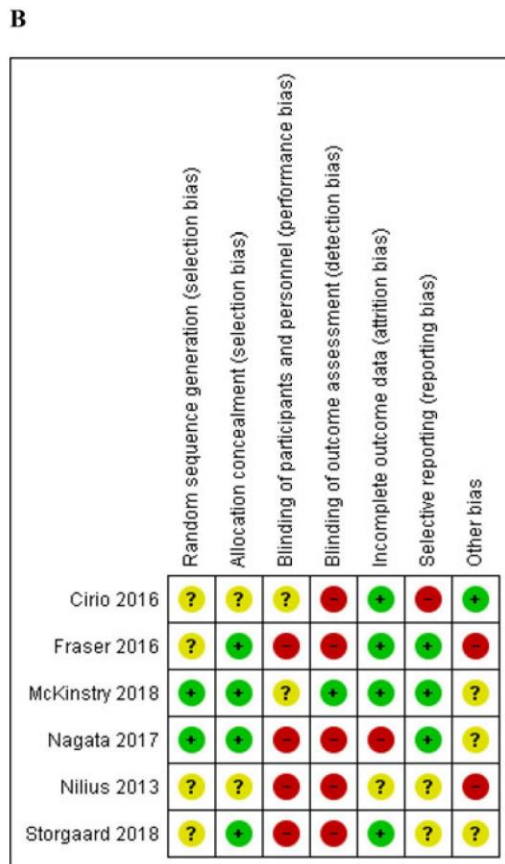 B
Random sequence generation (selection bias)
Allocation concealment (selection bias)
Blinding of participants and personnel (performance bias)
Blinding of outcome assessment (detection bias)
Incomplete outcome data (attrition bias)
Selective reporting (reporting bias)
Other bias
Cirio 2016 ? ? ? - + - +
Fraser 2016 ? + - - + + -
McKinstry 2018 + + ? + + + ?
Nagata 2017 + + - - - + ?
Nilius 2013 ? ? - - ? ? -
Storgaard 2018 ? + - - + ? ?